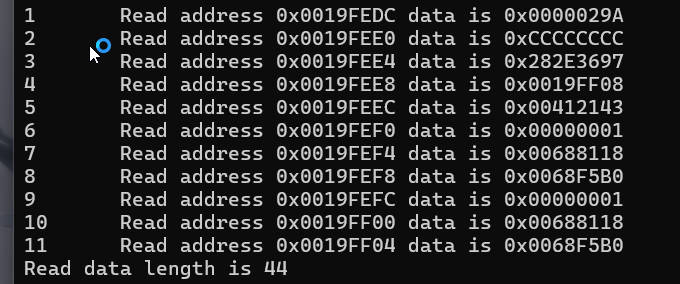 1 Read address 0x0019FEDC data is 0x0000029A
2 Read address 0x0019FEE0 data is 0xCCCCCCCC
3 Read address 0x0019FEE4 data is 0x282E3697
4 Read address 0x0019FEE8 data is 0x0019FF08
5 Read address 0x0019FEEC data is 0x00412143
6 Read address 0x0019FEF0 data is 0x00000001
7 Read address 0x0019FEF4 data is 0x00688118
8 Read address 0x0019FEF8 data is 0x0068F5B0
9 Read address 0x0019FEFC data is 0x00000001
10 Read address 0x0019FF00 data is 0x00688118
11 Read address 0x0019FF04 data is 0x0068F5B0
Read data length is 44